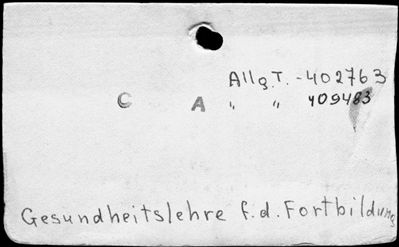 Allg. T. - 402763
C A " " 409483
Gesundheitslehre f. d. Fortbildung